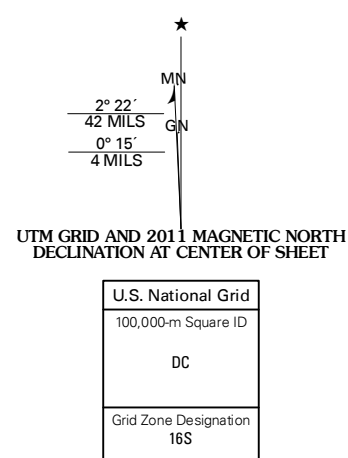 MN
2° 22´
42 MILS
GN
0° 15´
4 MILS
UTM GRID AND 2011 MAGNETIC NORTH
DECLINATION AT CENTER OF SHEET
U.S. National Grid
100,000-m Square ID
DC
Grid Zone Designation
16S